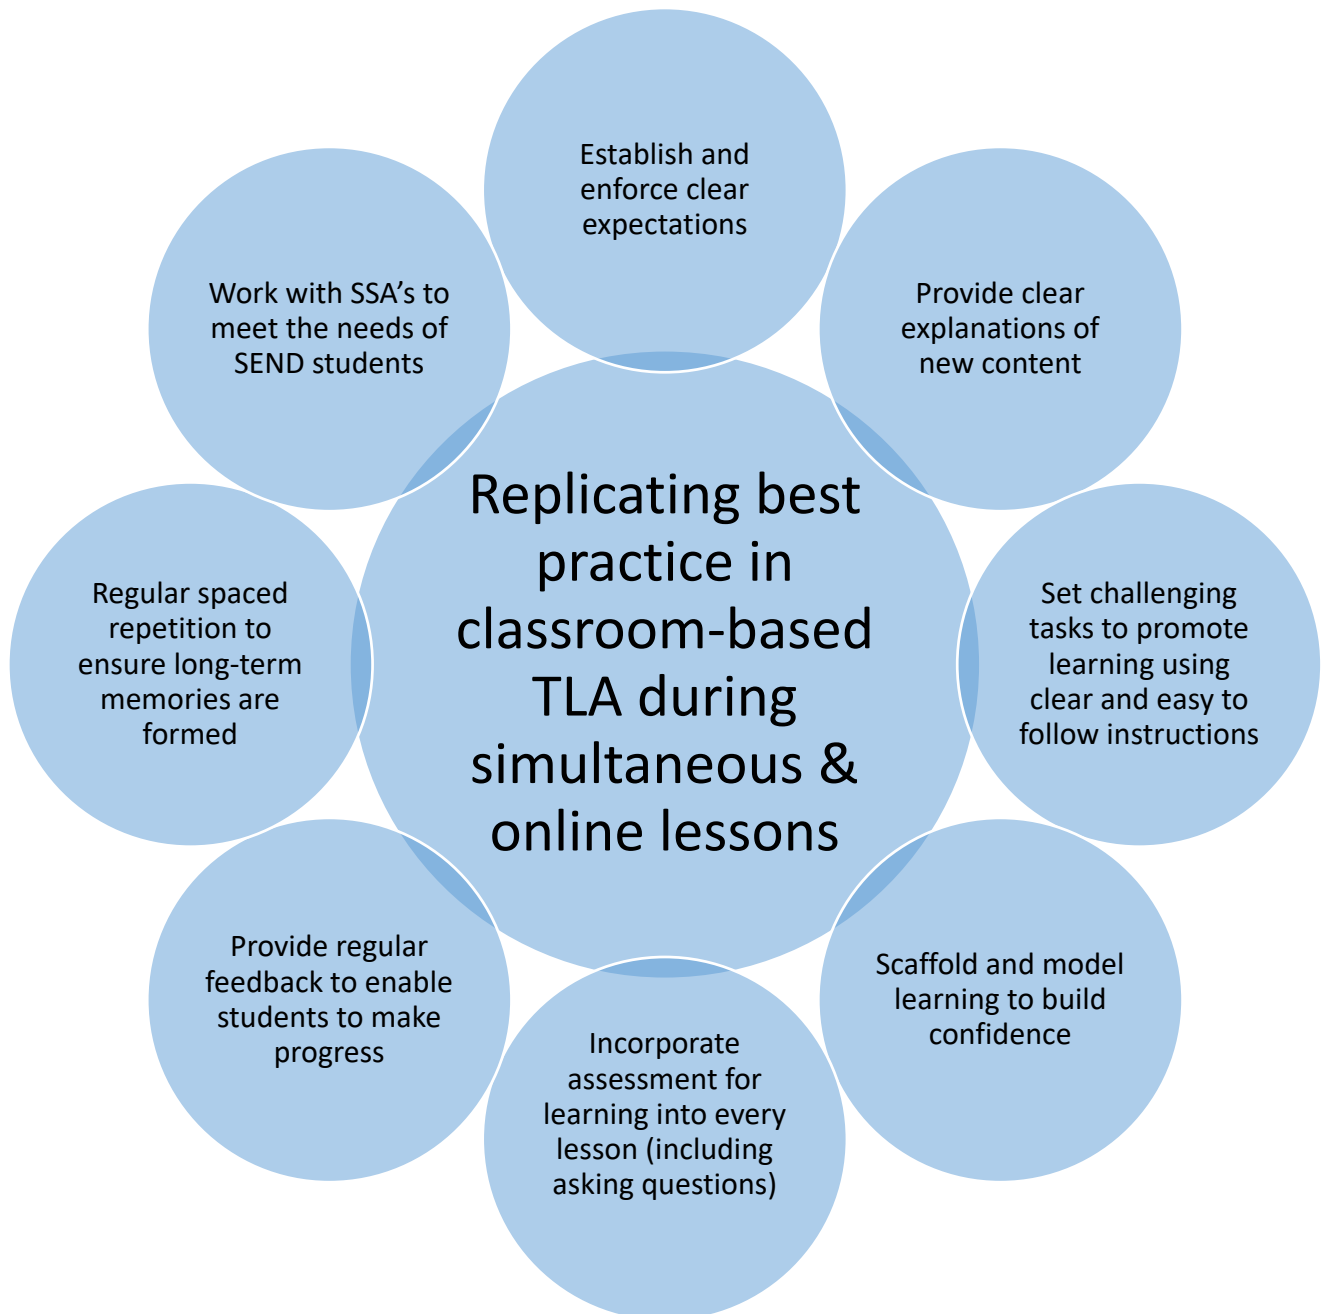 Establish and
enforce clear
expectations
Provide clear
explanations of
new content
Set challenging
tasks to promote
learning using
clear and easy to
follow instructions
Scaffold and model
learning to build
confidence
Incorporate
assessment for
learning into every
lesson (including
asking questions)
Provide regular
feedback to enable
students to make
progress
Regular spaced
repetition to
ensure long-term
memories are
formed
Work with SSA’s to
meet the needs of
SEND students
Replicating best
practice in
classroom-based
TLA during
simultaneous &
online lessons